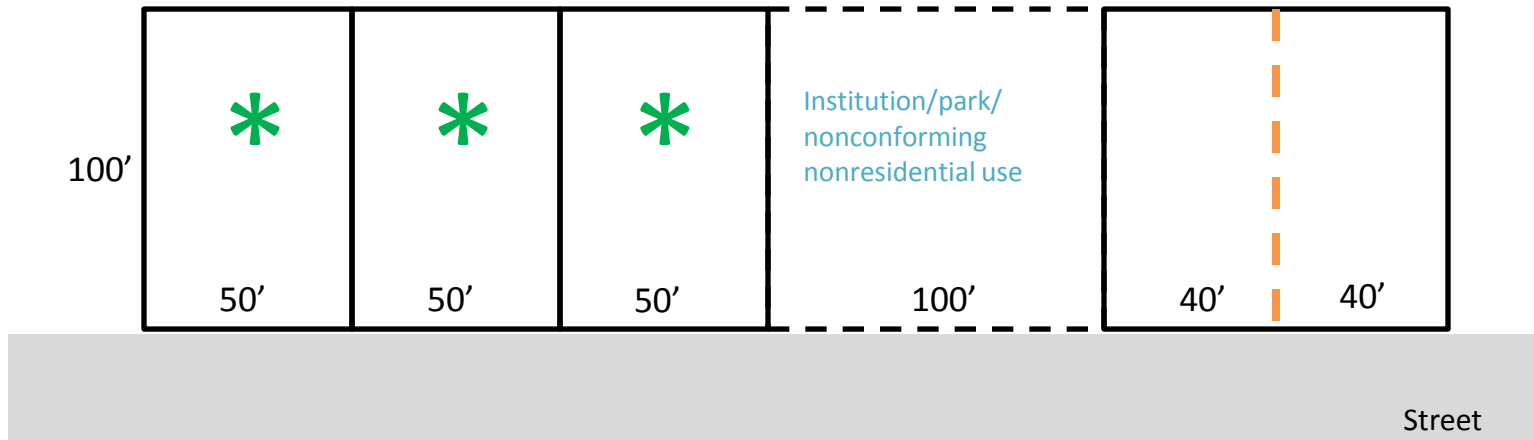 Institution/park/
nonconforming
nonresidential use
100’
50’
50’
50’
100’
40’
40’
Street